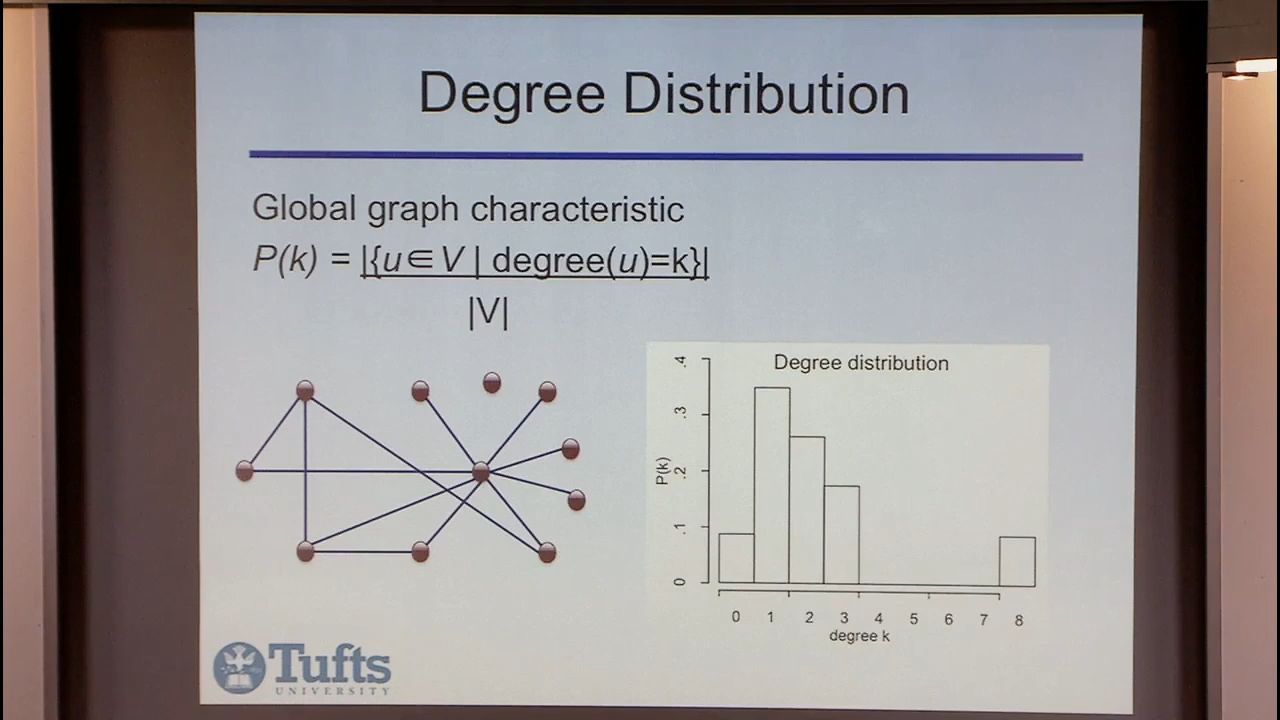 Degree Distribution
Global graph characteristic
P(k) = |{u∈V | degree(u)=k}|
|V|
Degree distribution
.4
.3
.2
.1
0
P(k)
0 1 2 3 4 5 6 7 8
degree k
Tufts
UNIVERSITY